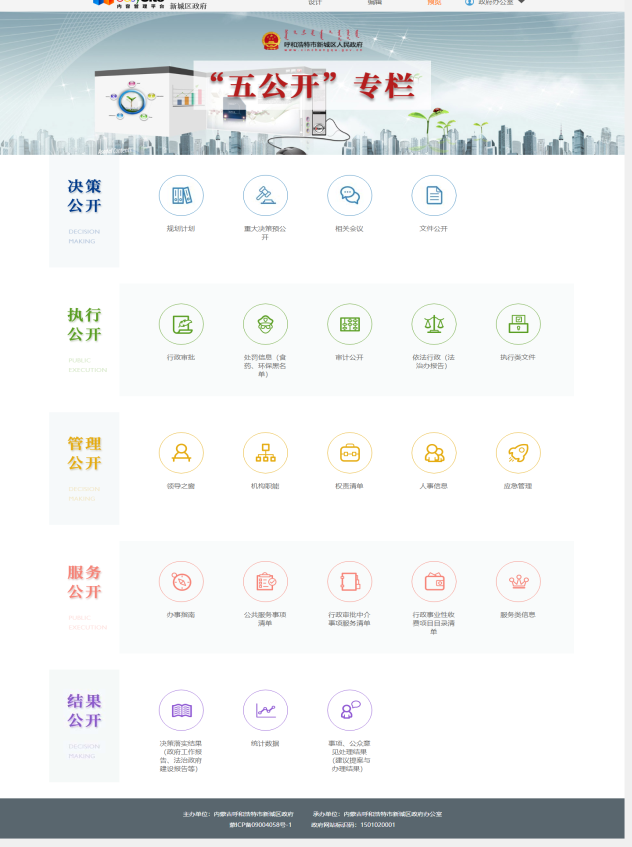 内容管理平台 新城区政府
设计 编辑 预览 政府办公室
呼和浩特市新城区人民政府
“五公开”专栏
决策
公开
DECISION
MAKING
规划计划
重大决策预公
开
相关会议
文件公开
执行
公开
PUBLIC
EXECUTION
行政审批
处罚信息（食
药、环保黑名
单）
审计公开
依法行政（法
治办报告）
执行类文件
管理
公开
DECISION
MAKING
领导之窗
机构职能
权责清单
人事信息
应急管理
服务
公开
PUBLIC
EXECUTION
办事指南
公共服务事项
清单
行政审批中介
事项服务清单
行政事业性收
费项目目录清
单
服务类信息
结果
公开
DECISION
MAKING
决策落实结果
（政府工作报
告、法治政府
建设报告等）
统计数据
事项、公众意
见处理结果
（建议提案与
办理结果）
主办单位：内蒙古呼和浩特市新城区政府 承办单位：内蒙古呼和浩特市新城区政府办公室
蒙ICP备09004058号-1 政府网站标识码：1501020001